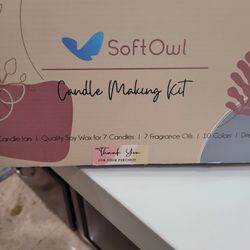 SoftOwl
Candle Making Kit
Candle Jars | Quality Soy Wax for 7 Candles | 7 Fragrance Oils | 10 Colors |
Thank You
FOR YOUR PURCHASE!